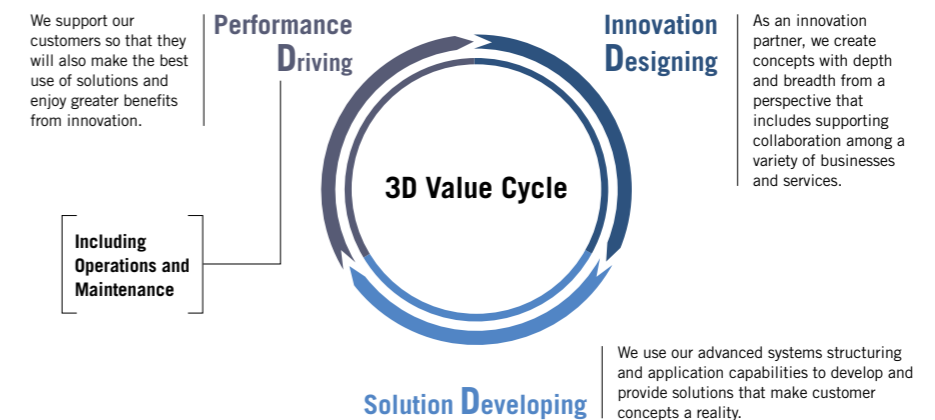 We support our
customers so that they
will also make the best
use of solutions and
enjoy greater benefits
from innovation.
Performance
Driving
Innovation
Designing
As an innovation
partner, we create
concepts with depth
and breadth from a
perspective that
includes supporting
collaboration among a
variety of businesses
and services.
3D Value Cycle
Including
Operations and
Maintenance
Solution Developing
We use our advanced systems structuring
and application capabilities to develop and
provide solutions that make customer
concepts a reality.